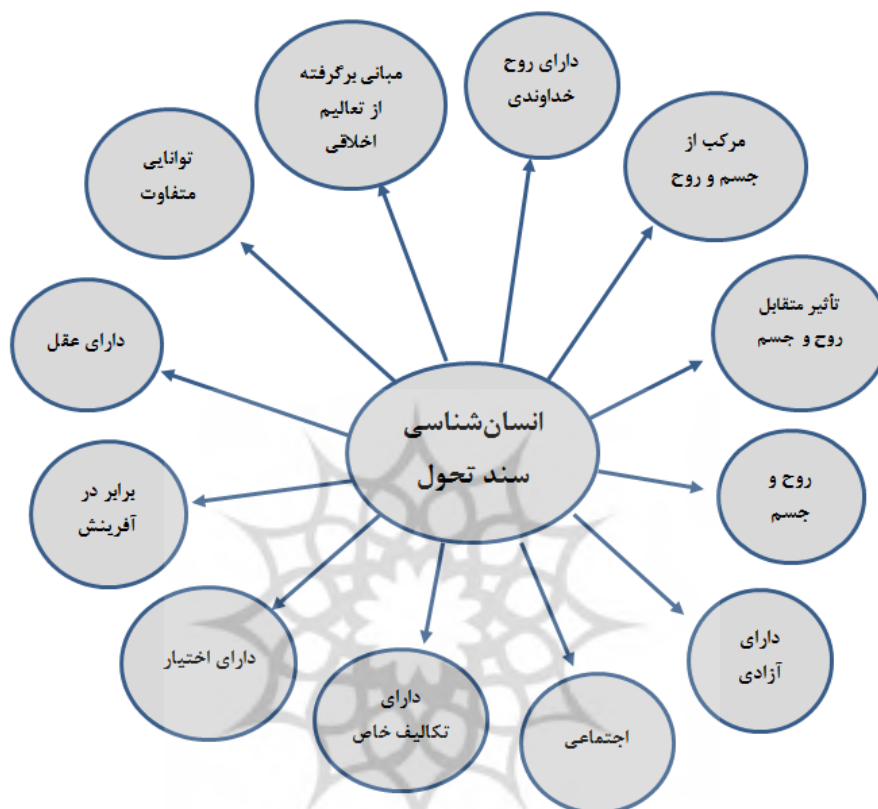 دارای روح
خداوندی
مبانی برگرفته
از تعالیم
اخلاقی
مرکب از
جسم و روح
توانایی
متفاوت
تأثیر متقابل
روح و جسم
دارای عقل
انسان‌شناسی
سند تحول
روح و
جسم
برابر در
آفرینش
دارای
آزادی
دارای اختیار
دارای
تکالیف خاص
اجتماعی